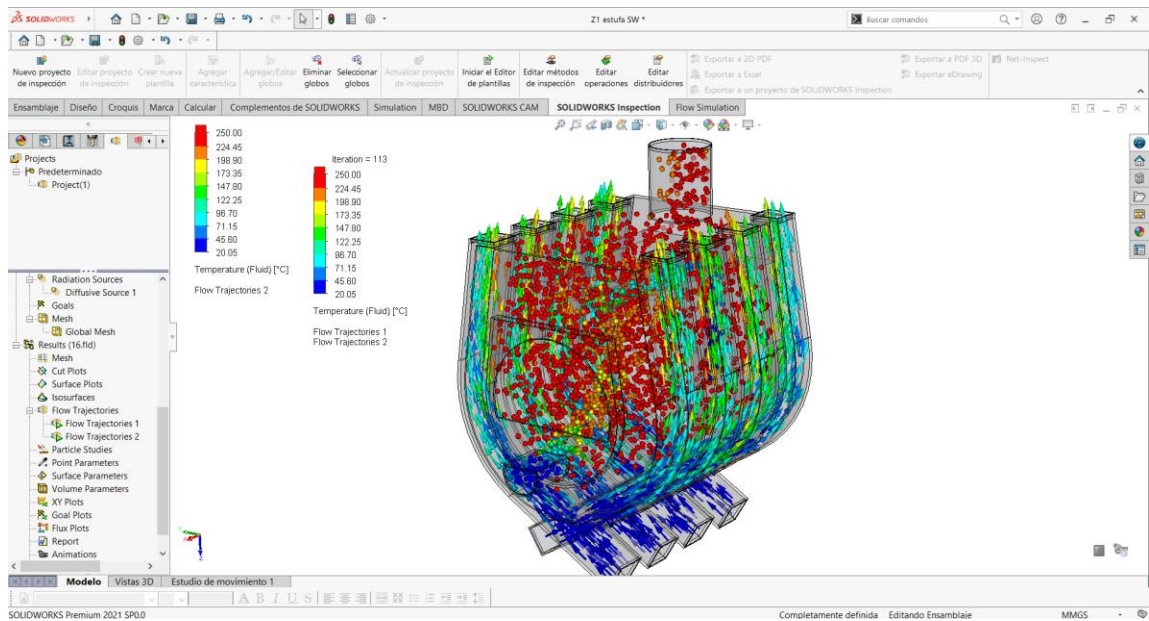 SOLIDWORKS
Z1 estufa SW *
Buscar comandos
Nuevo proyecto de inspección
Editar proyecto de inspección
Crear nueva plantilla
Agregar característica
Agregar/Editar globos
Eliminar globos
Seleccionar globos
Actualizar proyecto de inspección
Iniciar el Editor de plantillas
Editar métodos de inspección
Editar operaciones
Editar distribuidores
Exportar a 2D PDF
Exportar a Excel
Exportar a un proyecto de SOLIDWORKS Inspection
Exportar a PDF 3D
Exportar eDrawing
Net-Inspect
Ensamblaje Diseño Croquis Marca Calcular Complementos de SOLIDWORKS Simulation MBD SOLIDWORKS CAM SOLIDWORKS Inspection Flow Simulation
Projects
Predeterminado
Project(1)
Radiation Sources
Diffusive Source 1
Goals
Mesh
Global Mesh
Results (16.fld)
Mesh
Cut Plots
Surface Plots
Isosurfaces
Flow Trajectories
Flow Trajectories 1
Flow Trajectories 2
Particle Studies
Point Parameters
Surface Parameters
Volume Parameters
XY Plots
Goal Plots
Flux Plots
Report
Animations
250.00
224.45
198.90
173.35
147.80
122.25
96.70
71.15
45.60
20.05
Temperature (Fluid) [°C]
Flow Trajectories 2
Iteration = 113
250.00
224.45
198.90
173.35
147.80
122.25
96.70
71.15
45.60
20.05
Temperature (Fluid) [°C]
Flow Trajectories 1
Flow Trajectories 2
Modelo Vistas 3D Estudio de movimiento 1
A B I U S
SOLIDWORKS Premium 2021 SP0.0
Completamente definida Editando Ensamblaje MMGS